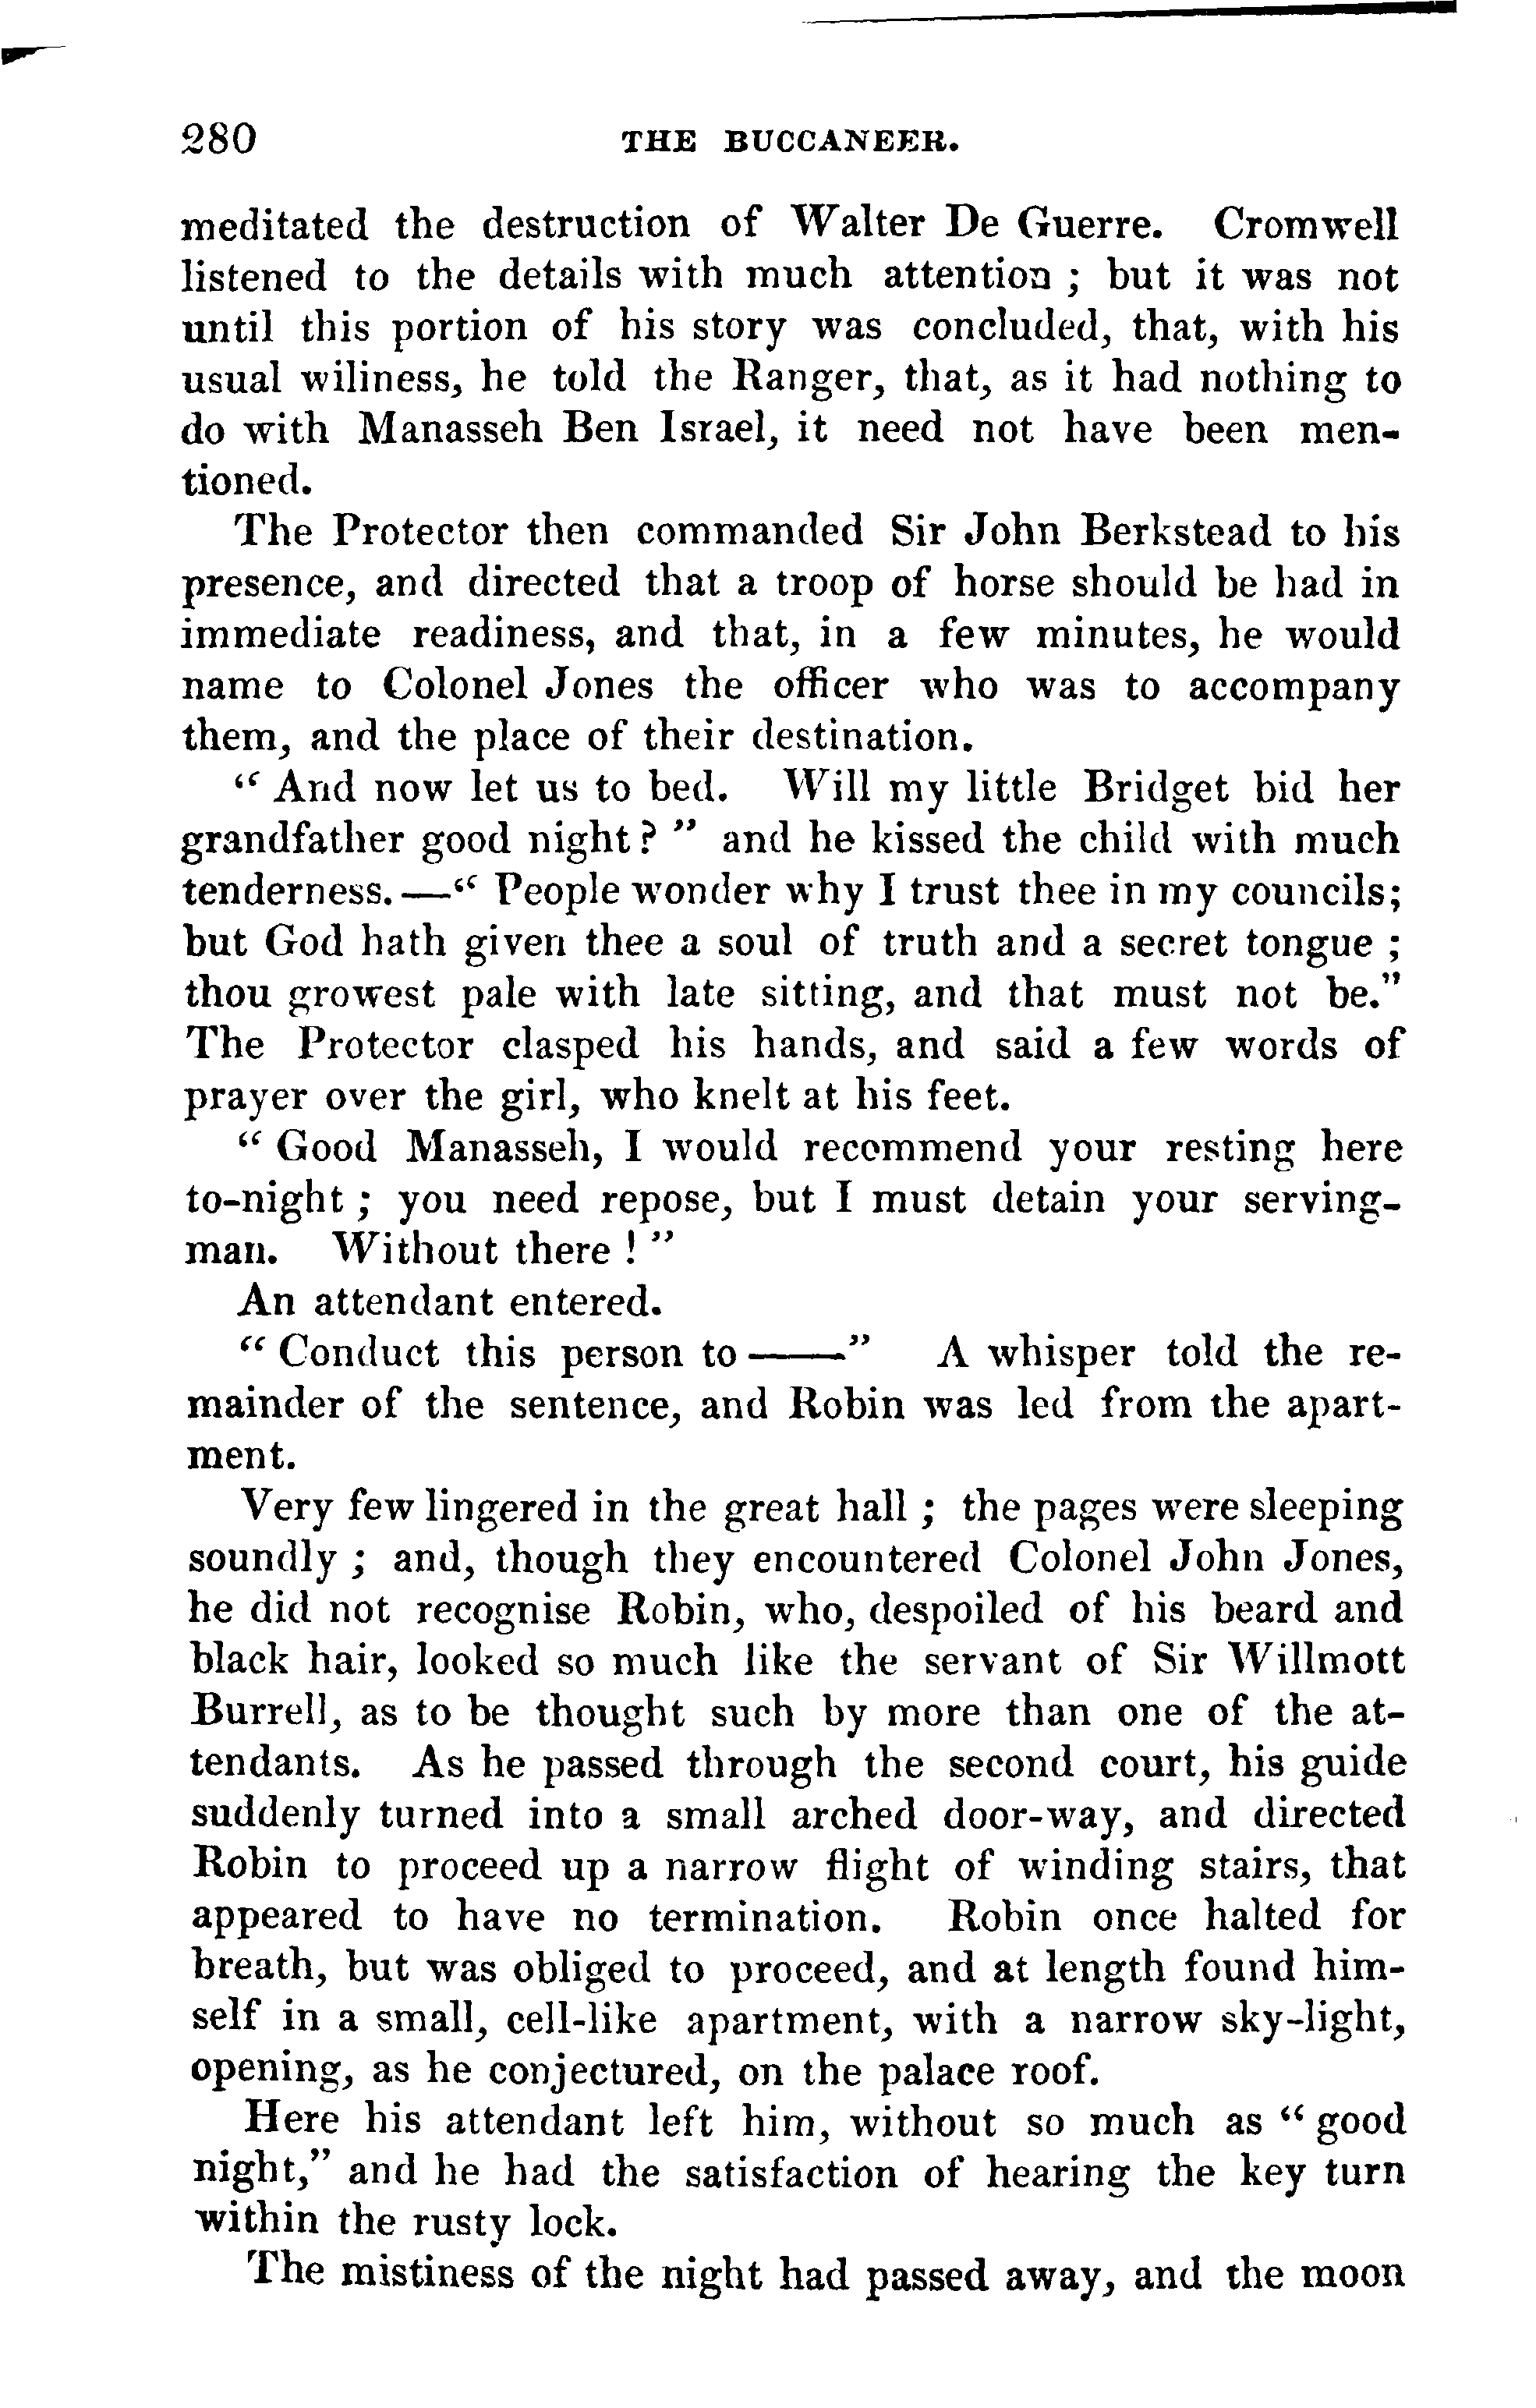 280 THE BUCCANEER.
meditated the destruction of Walter De Guerre. Cromwell
listened to the details with much attention ; but it was not
until this portion of his story was concluded, that, with his
usual wiliness, he told the Ranger, that, as it had nothing to
do with Manasseh Ben Israel, it need not have been men-
tioned.
The Protector then commanded Sir John Berkstead to his
presence, and directed that a troop of horse should be had in
immediate readiness, and that, in a few minutes, he would
name to Colonel Jones the officer who was to accompany
them, and the place of their destination.
“ And now let us to bed. Will my little Bridget bid her
grandfather good night ? ” and he kissed the child with much
tenderness. —“ People wonder why I trust thee in my councils;
but God hath given thee a soul of truth and a secret tongue ;
thou growest pale with late sitting, and that must not be.”
The Protector clasped his hands, and said a few words of
prayer over the girl, who knelt at his feet.
“ Good Manasseh, I would recommend your resting here
to-night ; you need repose, but I must detain your serving-
man. Without there ! ”
An attendant entered.
“ Conduct this person to ——” A whisper told the re-
mainder of the sentence, and Robin was led from the apart-
ment.
Very few lingered in the great hall ; the pages were sleeping
soundly ; and, though they encountered Colonel John Jones,
he did not recognise Robin, who, despoiled of his beard and
black hair, looked so much like the servant of Sir Willmott
Burrell, as to be thought such by more than one of the at-
tendants. As he passed through the second court, his guide
suddenly turned into a small arched door-way, and directed
Robin to proceed up a narrow flight of winding stairs, that
appeared to have no termination. Robin once halted for
breath, but was obliged to proceed, and at length found him-
self in a small, cell-like apartment, with a narrow sky-light,
opening, as he conjectured, on the palace roof.
Here his attendant left him, without so much as “ good
night,” and he had the satisfaction of hearing the key turn
within the rusty lock.
The mistiness of the night had passed away, and the moon